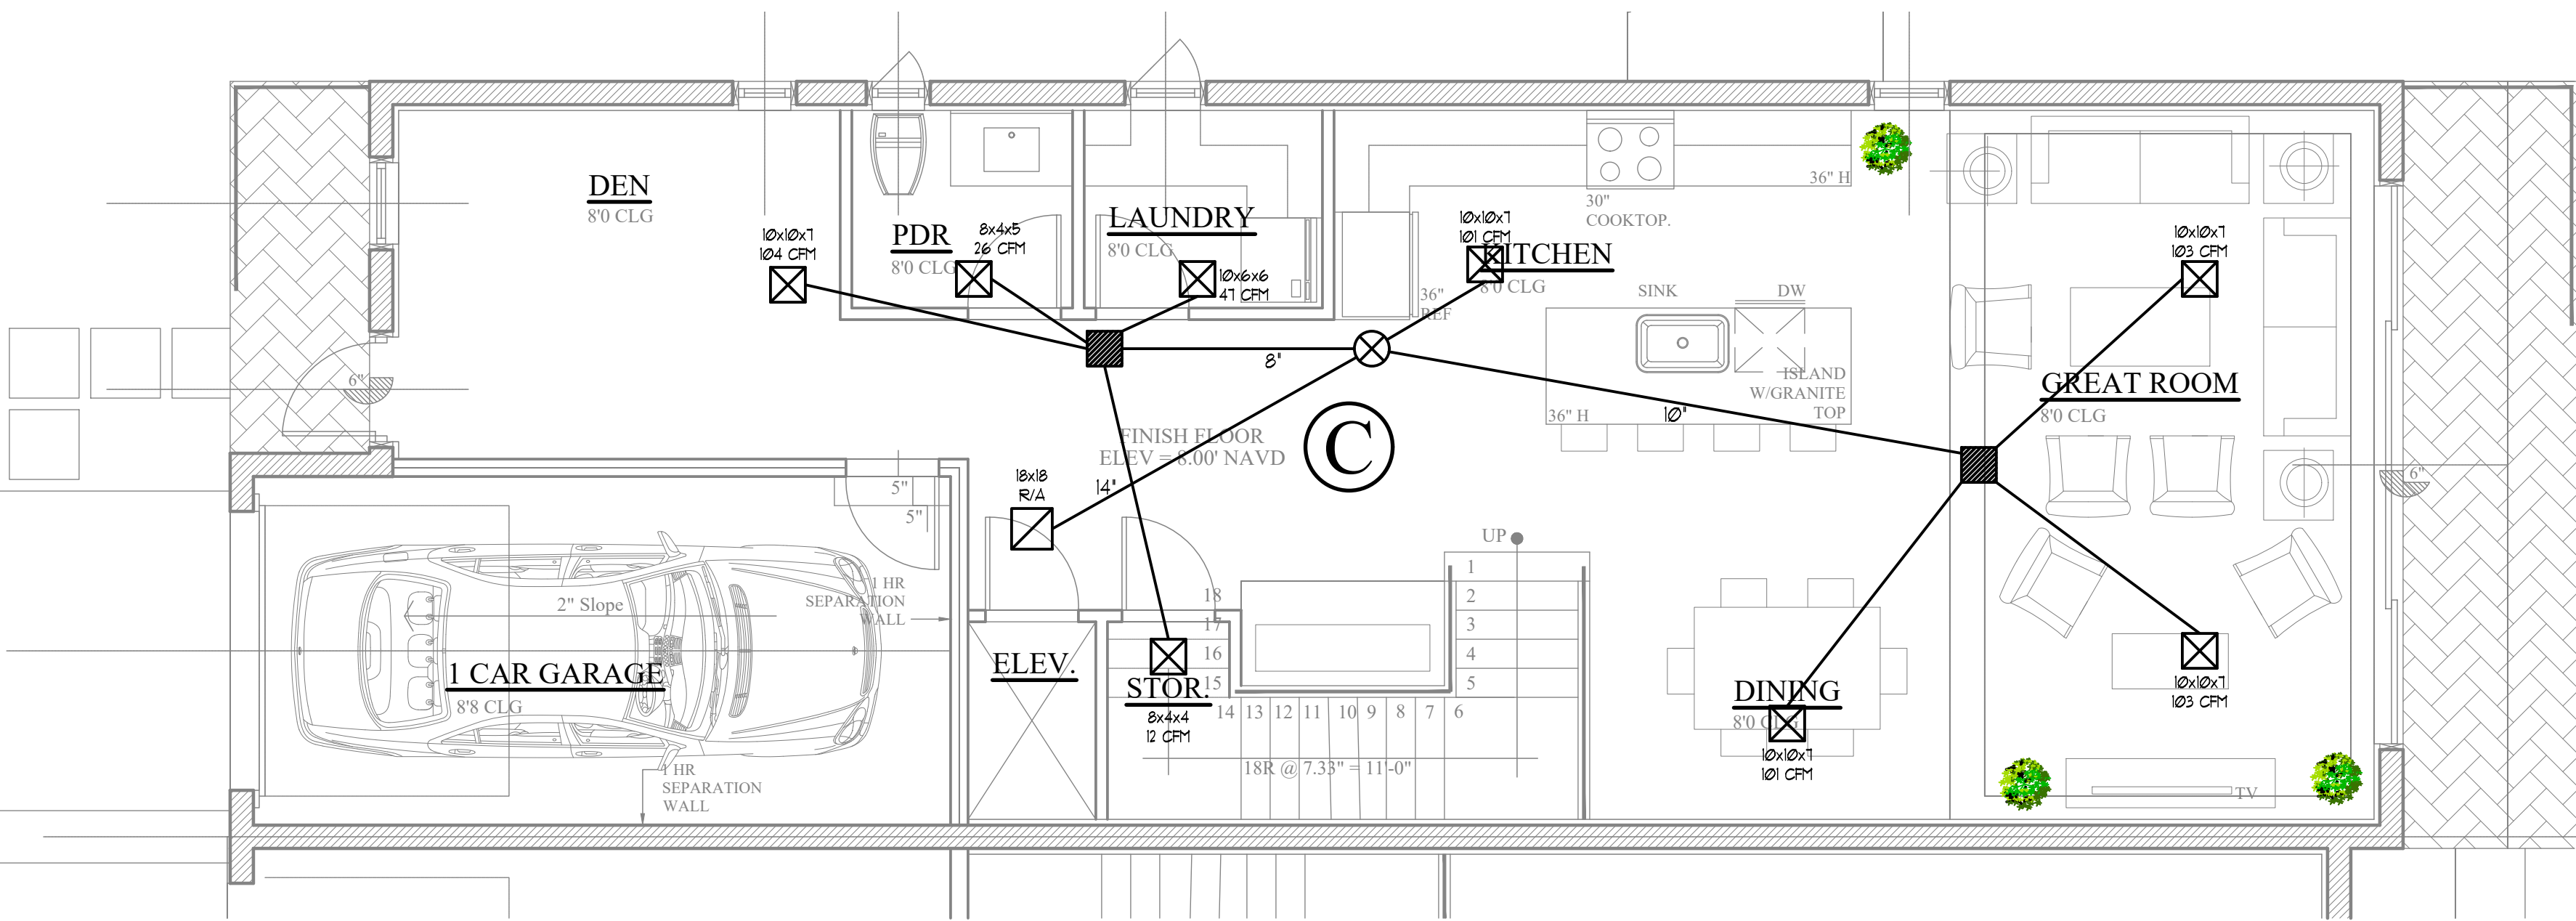 DEN
8'0 CLG
10x10x7
104 CFM
PDR
8'0 CLG
8x4x5
26 CFM
LAUNDRY
8'0 CLG
10x6x6
47 CFM
10x10x7
101 CFM
KITCHEN
8'0 CLG
36"
REF
30"
COOKTOP.
36" H
SINK
DW
ISLAND
W/GRANITE
TOP
36" H
10x10x7
103 CFM
GREAT ROOM
8'0 CLG
6"
6"
8"
10"
14"
C
FINISH FLOOR
ELEV = 8.00' NAVD
18x18
R/A
5"
5"
1 HR
SEPARATION
WALL
2" Slope
1 CAR GARAGE
8'8 CLG
1 HR
SEPARATION
WALL
ELEV.
STOR.
8x4x4
12 CFM
UP
1
2
3
4
5
18
17
16
15
14 13 12 11 10 9 8 7 6
18R @ 7.33" = 11'-0"
DINING
8'0 CLG
10x10x7
101 CFM
10x10x7
103 CFM
TV